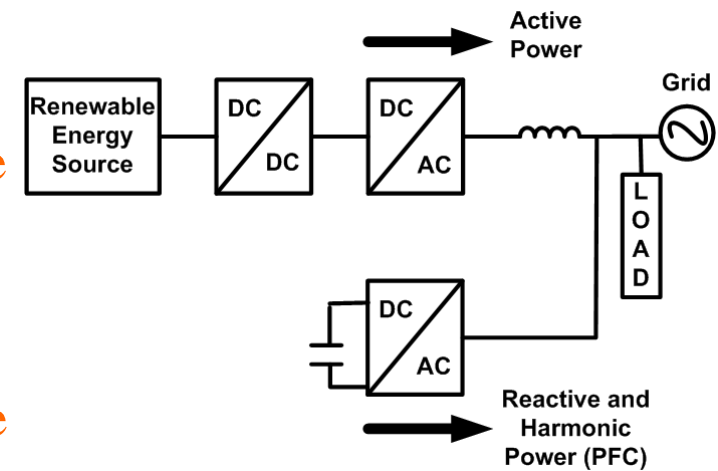 Active
Power
Grid
Renewable
Energy
Source
DC
DC
DC
AC
L
O
A
D
e
DC
AC
e
Reactive and
Harmonic
Power (PFC)